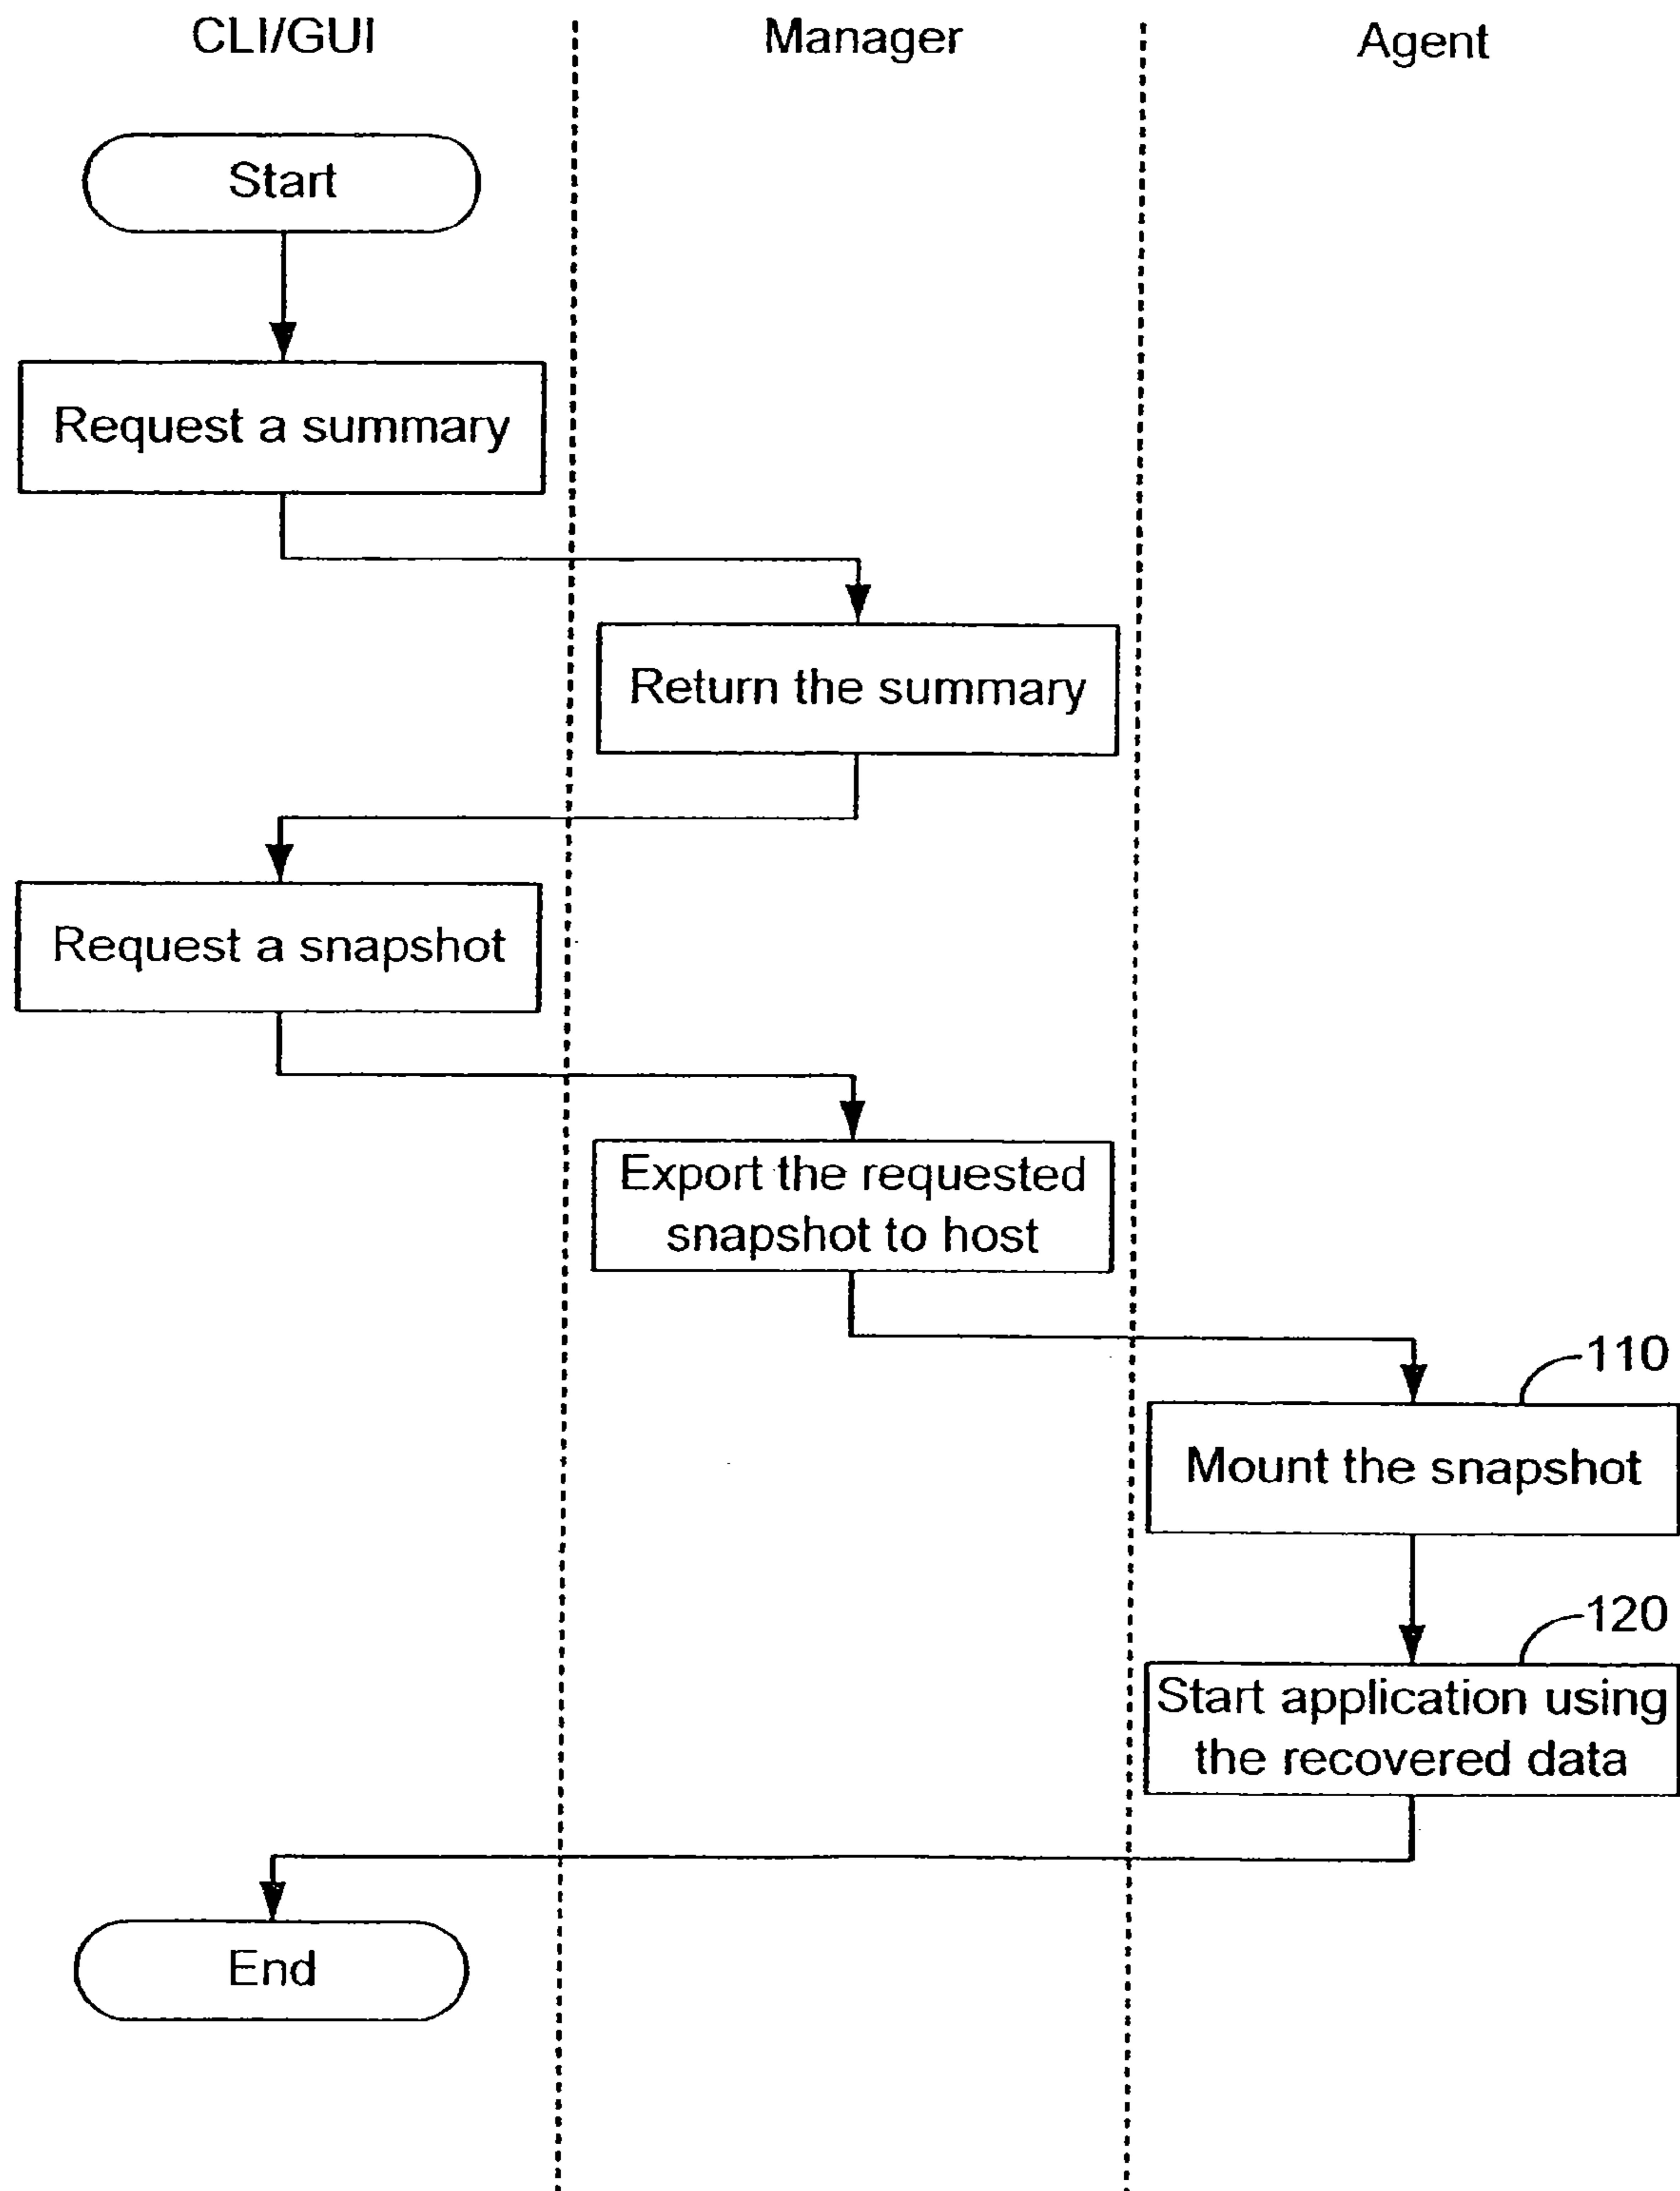 CLI/GUI
Manager
Agent
Start
Request a summary
Return the summary
Request a snapshot
Export the requested
snapshot to host
110
Mount the snapshot
120
Start application using
the recovered data
End